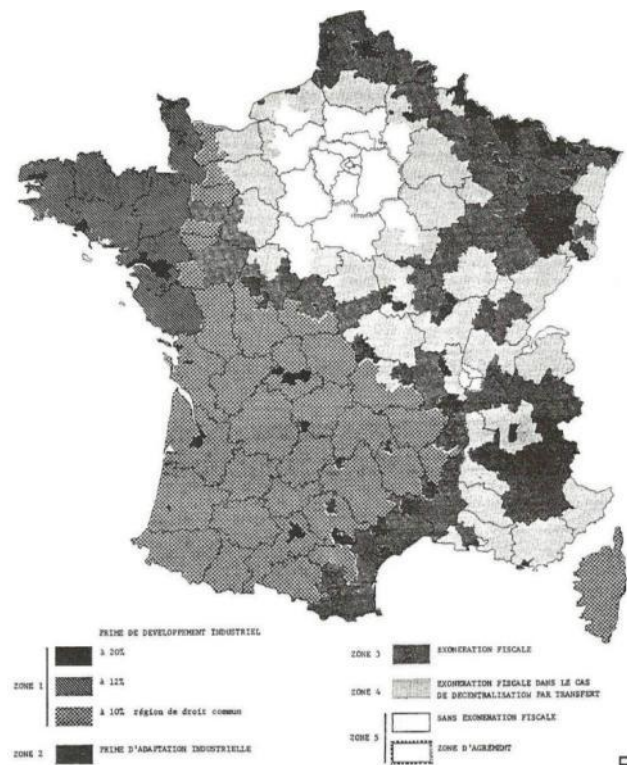 PRIME DE DEVELOPPEMENT INDUSTRIEL
ZONE 1
à 20%
à 12%
à 10% région de droit commun
ZONE 2
PRIME D'ADAPTATION INDUSTRIELLE
ZONE 3
EXONERATION FISCALE
ZONE 4
EXONERATION FISCALE DANS LE CAS
DE DECENTRALISATION PAR TRANSFERT
ZONE 5
SANS EXONERATION FISCALE
ZONE D'AGRÉMENT